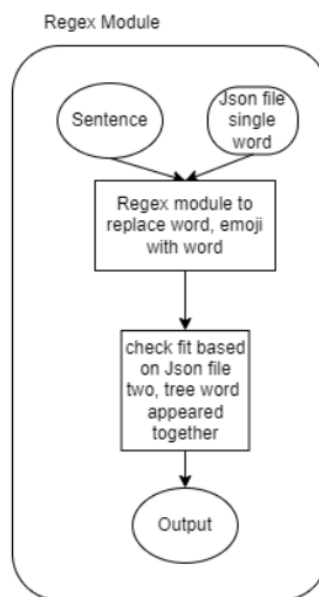 Regex Module
Sentence
Json file
single
word
Regex module to
replace word, emoji
with word
check fit based
on Json file
two, tree word
appeared
together
Output